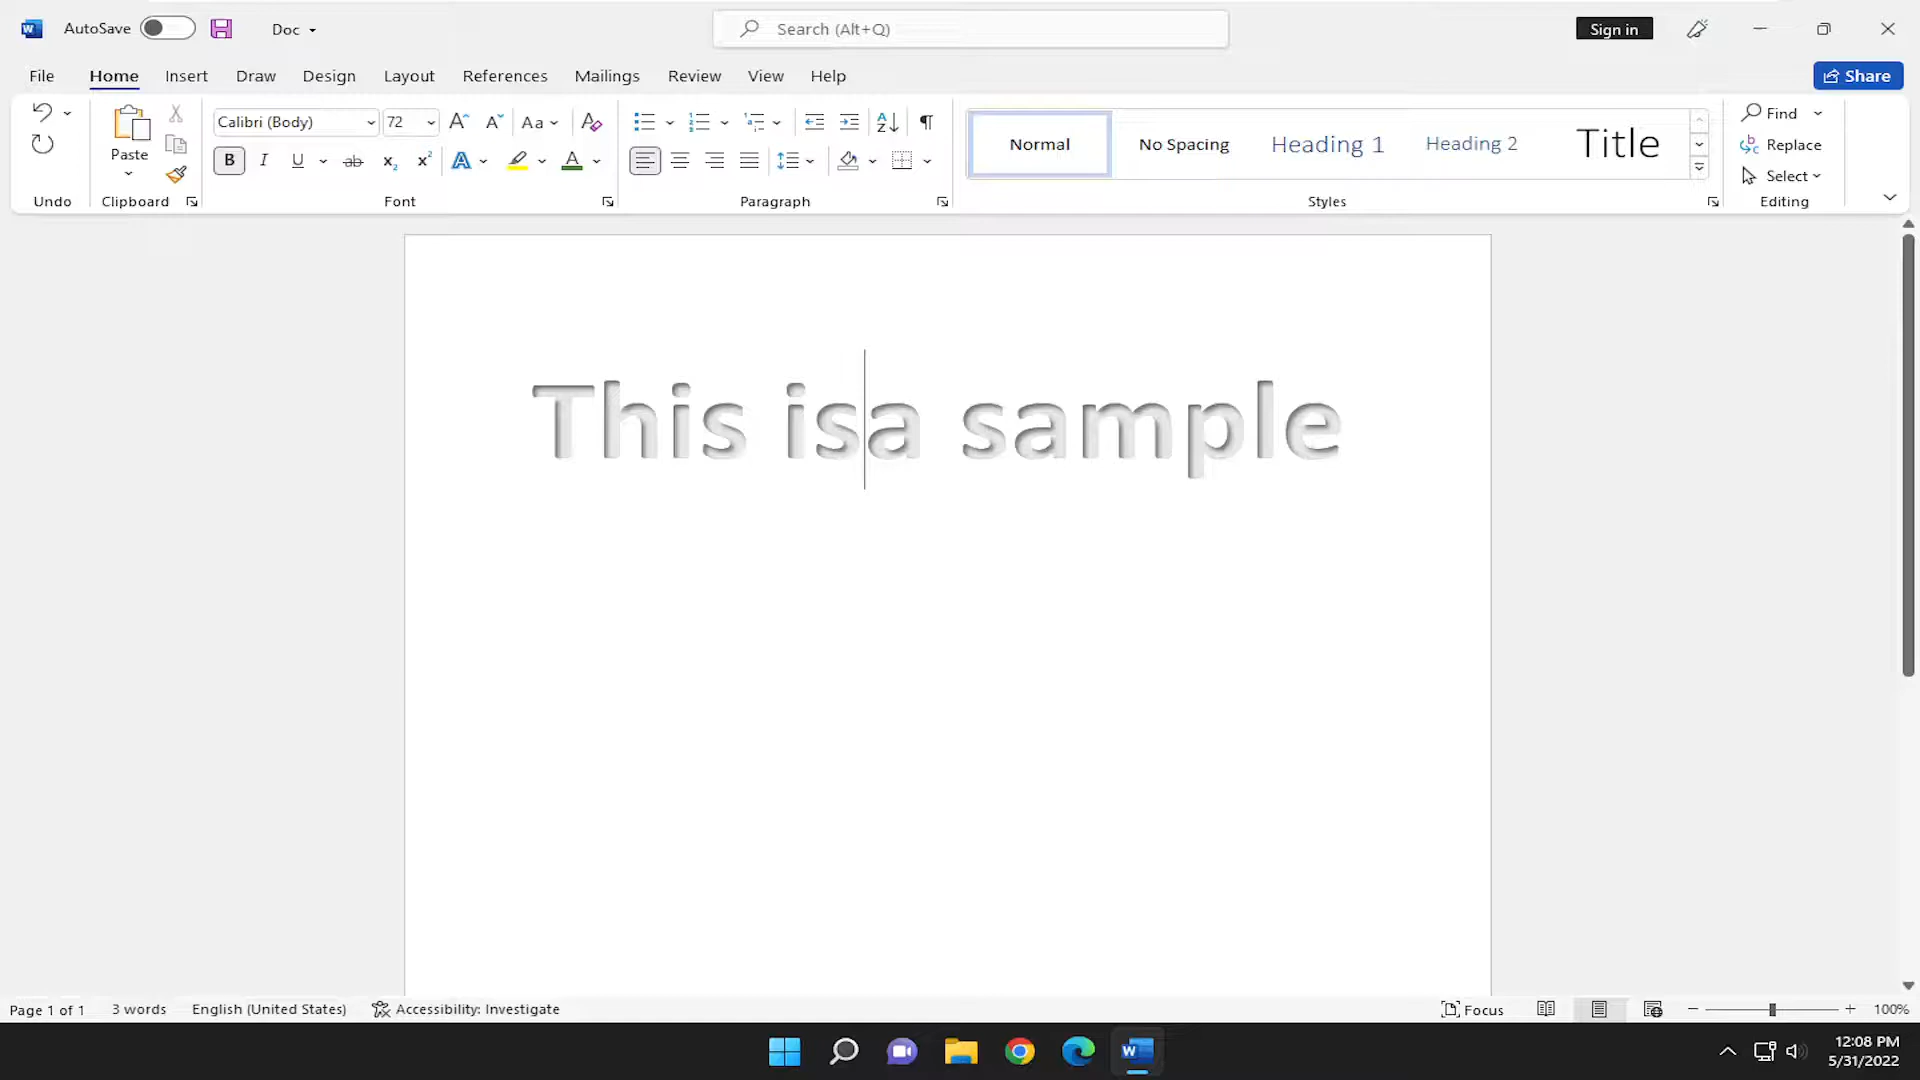 AutoSave Doc Search (Alt+Q) Sign in
File Home Insert Draw Design Layout References Mailings Review View Help Share
Calibri (Body) 72 Aa
Paste
B I U ab x2 x2 A A
Normal No Spacing Heading 1 Heading 2 Title
Find
Replace
Select
Undo Clipboard Font Paragraph Styles Editing
This isa sample
Page 1 of 1 3 words English (United States) Accessibility: Investigate Focus 100%
12:08 PM
5/31/2022